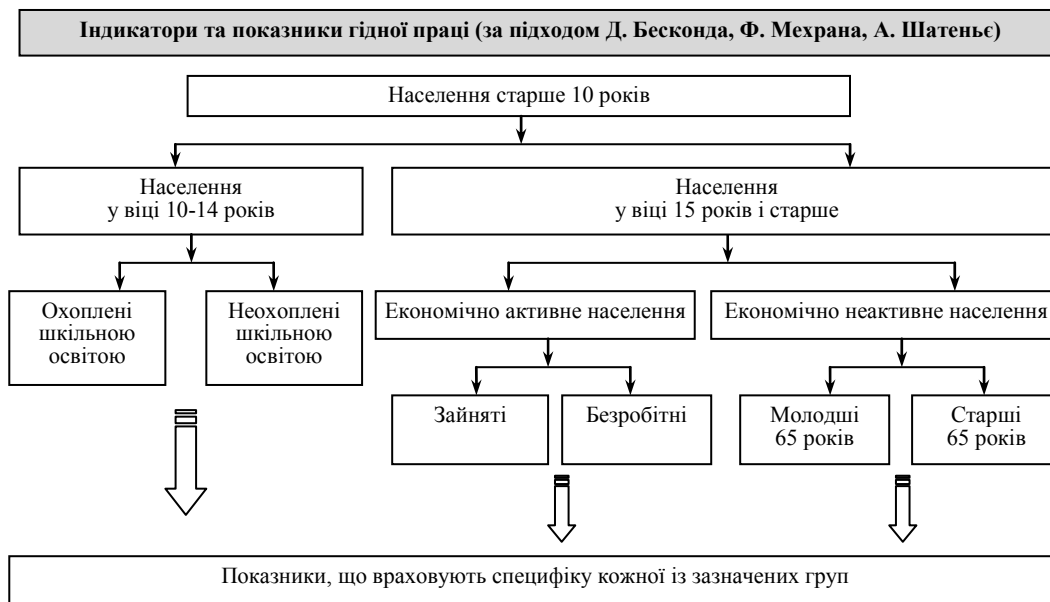 Індикатори та показники гідної праці (за підходом Д. Бесконда, Ф. Мехрана, А. Шатеньє)
Населення старше 10 років
Населення
у віці 10-14 років
Населення
у віці 15 років і старше
Охоплені
шкільною
освітою
Неохоплені
шкільною
освітою
Економічно активне населення
Економічно неактивне населення
Зайняті
Безробітні
Молодші
65 років
Старші
65 років
Показники, що враховують специфіку кожної із зазначених груп